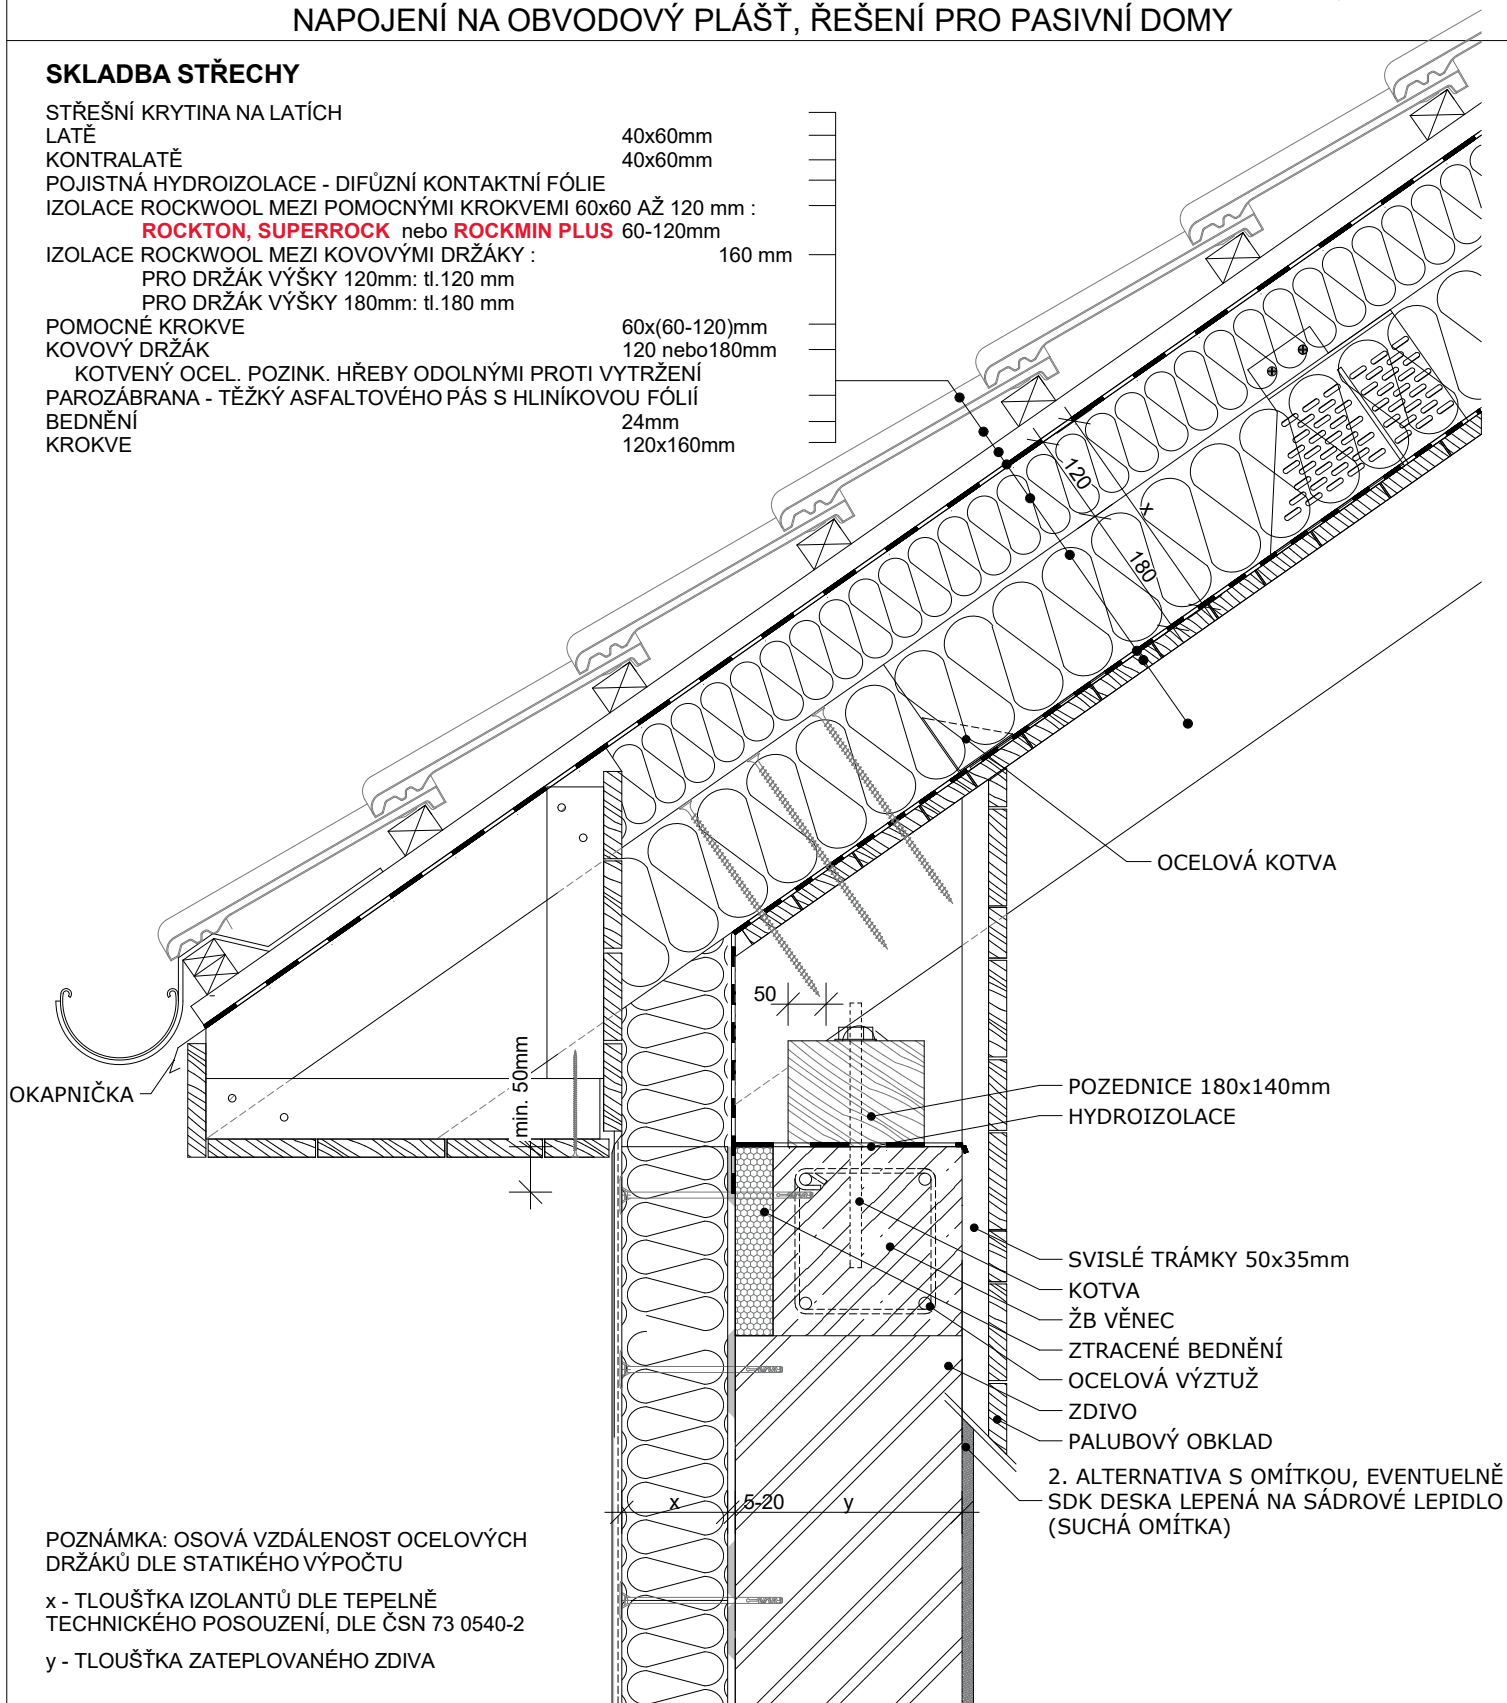 NAPOJENÍ NA OBVODOVÝ PLÁŠŤ, ŘEŠENÍ PRO PASIVNÍ DOMY
SKLADBA STŘECHY
STŘEŠNÍ KRYTINA NA LATÍCH
LATĚ 40x60mm
KONTRALATĚ 40x60mm
POJISTNÁ HYDROIZOLACE - DIFŮZNÍ KONTAKTNÍ FÓLIE
IZOLACE ROCKWOOL MEZI POMOCNÝMI KROKVEMI 60x60 AŽ 120 mm :
ROCKTON, SUPERROCK nebo ROCKMIN PLUS 60-120mm
IZOLACE ROCKWOOL MEZI KOVOVÝMI DRŽÁKY : 160 mm
PRO DRŽÁK VÝŠKY 120mm: tl.120 mm
PRO DRŽÁK VÝŠKY 180mm: tl.180 mm
POMOCNÉ KROKVE 60x(60-120)mm
KOVOVÝ DRŽÁK 120 nebo180mm
KOTVENÝ OCEL. POZINK. HŘEBY ODOLNÝMI PROTI VYTRŽENÍ
PAROZÁBRANA - TĚŽKÝ ASFALTOVÉHO PÁS S HLINÍKOVOU FÓLIÍ
BEDNĚNÍ 24mm
KROKVE 120x160mm
120
x
180
OCELOVÁ KOTVA
50
min. 50mm
OKAPNIČKA
POZEDNICE 180x140mm
HYDROIZOLACE
SVISLÉ TRÁMKY 50x35mm
KOTVA
ŽB VĚNEC
ZTRACENÉ BEDNĚNÍ
OCELOVÁ VÝZTUŽ
ZDIVO
PALUBOVÝ OBKLAD
2. ALTERNATIVA S OMÍTKOU, EVENTUELNĚ
SDK DESKA LEPENÁ NA SÁDROVÉ LEPIDLO
(SUCHÁ OMÍTKA)
x 5-20 y
POZNÁMKA: OSOVÁ VZDÁLENOST OCELOVÝCH
DRŽÁKŮ DLE STATIKÉHO VÝPOČTU
x - TLOUŠŤKA IZOLANTŮ DLE TEPELNĚ
TECHNICKÉHO POSOUZENÍ, DLE ČSN 73 0540-2
y - TLOUŠŤKA ZATEPLOVANÉHO ZDIVA